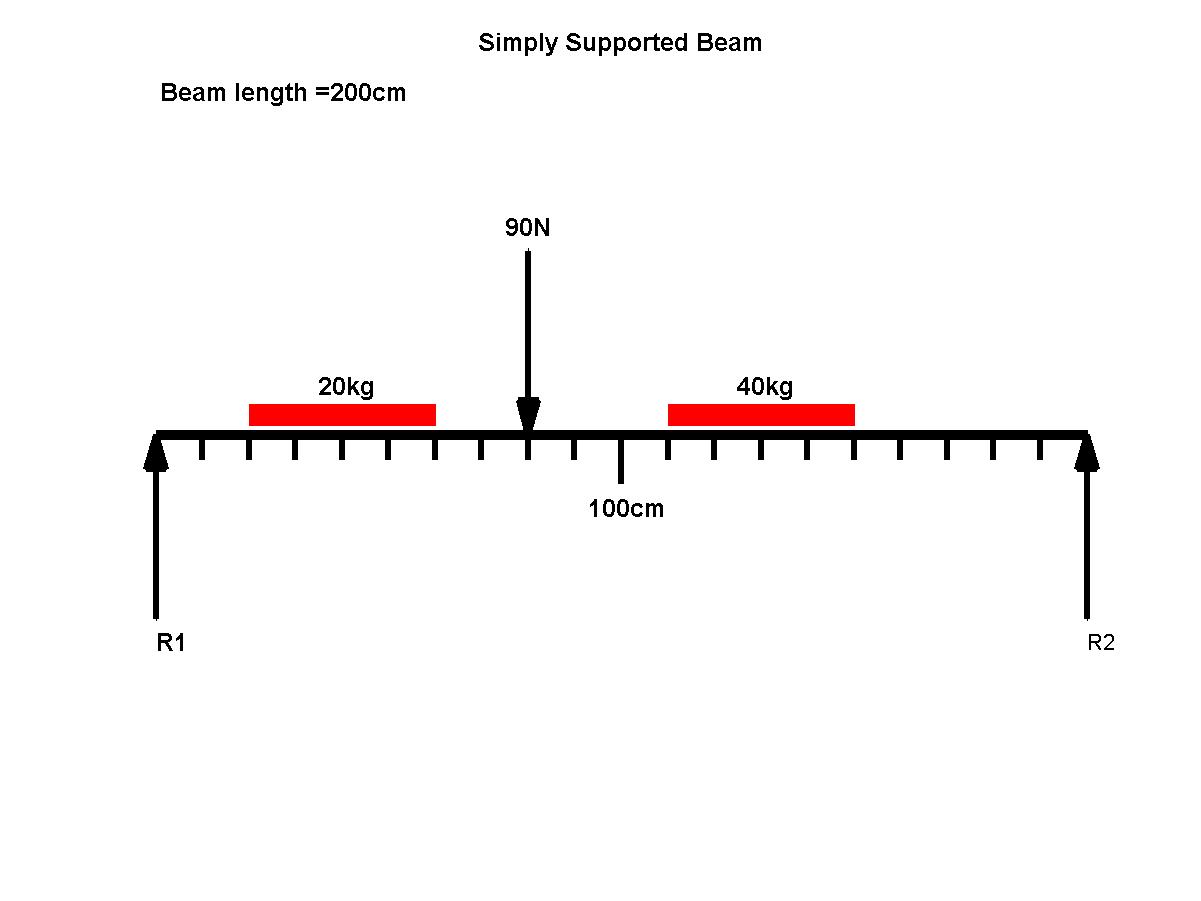 Simply Supported Beam
Beam length =200cm
90N
20kg
40kg
100cm
R1
R2